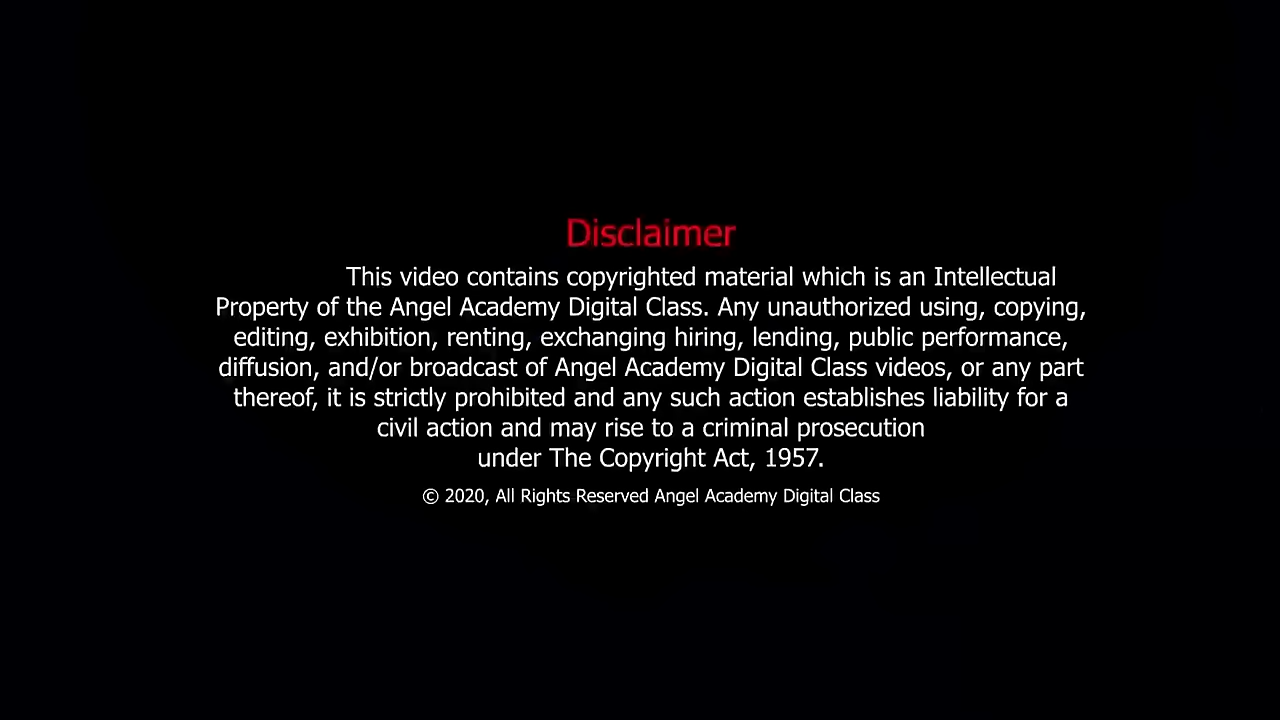 Disclaimer
This video contains copyrighted material which is an Intellectual
Property of the Angel Academy Digital Class. Any unauthorized using, copying,
editing, exhibition, renting, exchanging hiring, lending, public performance,
diffusion, and/or broadcast of Angel Academy Digital Class videos, or any part
thereof, it is strictly prohibited and any such action establishes liability for a
civil action and may rise to a criminal prosecution
under The Copyright Act, 1957.
© 2020, All Rights Reserved Angel Academy Digital Class